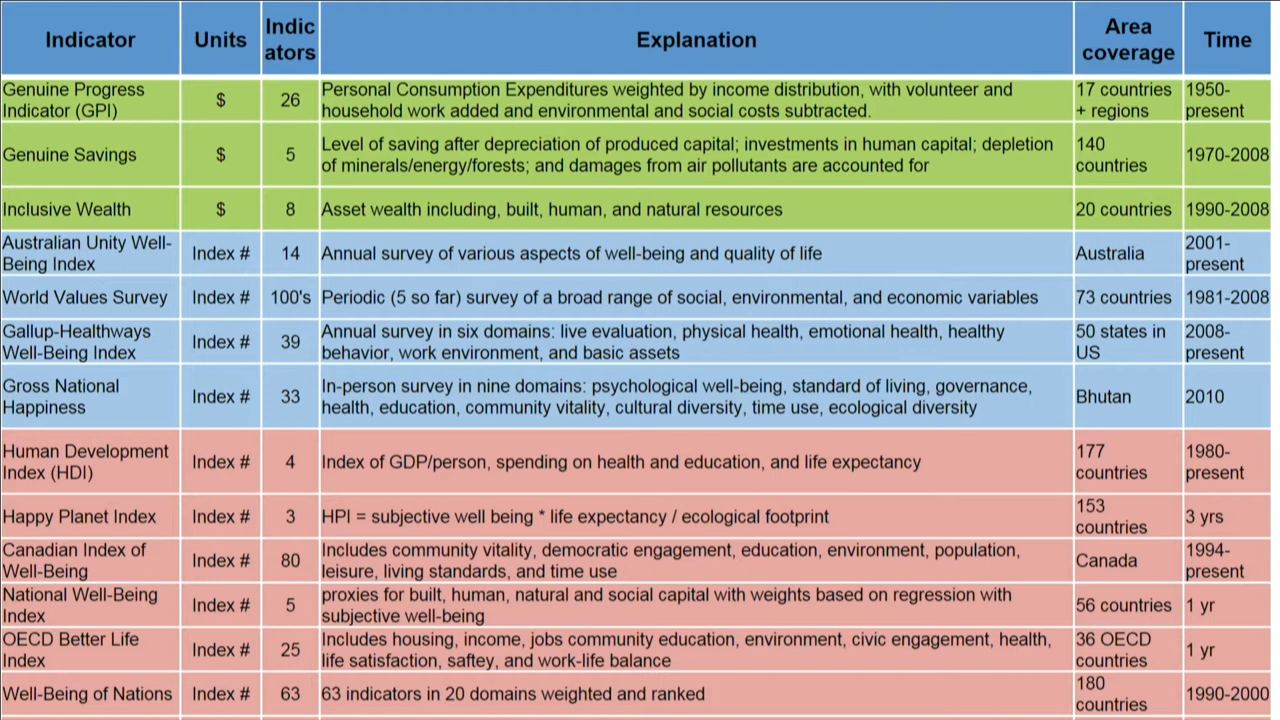 Indicator Units Indic ators Explanation Area coverage Time
Genuine Progress Indicator (GPI) $ 26 Personal Consumption Expenditures weighted by income distribution, with volunteer and household work added and environmental and social costs subtracted. 17 countries + regions 1950-present
Genuine Savings $ 5 Level of saving after depreciation of produced capital; investments in human capital; depletion of minerals/energy/forests; and damages from air pollutants are accounted for 140 countries 1970-2008
Inclusive Wealth $ 8 Asset wealth including, built, human, and natural resources 20 countries 1990-2008
Australian Unity Well-Being Index Index # 14 Annual survey of various aspects of well-being and quality of life Australia 2001-present
World Values Survey Index # 100's Periodic (5 so far) survey of a broad range of social, environmental, and economic variables 73 countries 1981-2008
Gallup-Healthways Well-Being Index Index # 39 Annual survey in six domains: live evaluation, physical health, emotional health, healthy behavior, work environment, and basic assets 50 states in US 2008-present
Gross National Happiness Index # 33 In-person survey in nine domains: psychological well-being, standard of living, governance, health, education, community vitality, cultural diversity, time use, ecological diversity Bhutan 2010
Human Development Index (HDI) Index # 4 Index of GDP/person, spending on health and education, and life expectancy 177 countries 1980-present
Happy Planet Index Index # 3 HPI = subjective well being * life expectancy / ecological footprint 153 countries 3 yrs
Canadian Index of Well-Being Index # 80 Includes community vitality, democratic engagement, education, environment, population, leisure, living standards, and time use Canada 1994-present
National Well-Being Index Index # 5 proxies for built, human, natural and social capital with weights based on regression with subjective well-being 56 countries 1 yr
OECD Better Life Index Index # 25 Includes housing, income, jobs community education, environment, civic engagement, health, life satisfaction, saftey, and work-life balance 36 OECD countries 1 yr
Well-Being of Nations Index # 63 63 indicators in 20 domains weighted and ranked 180 countries 1990-2000